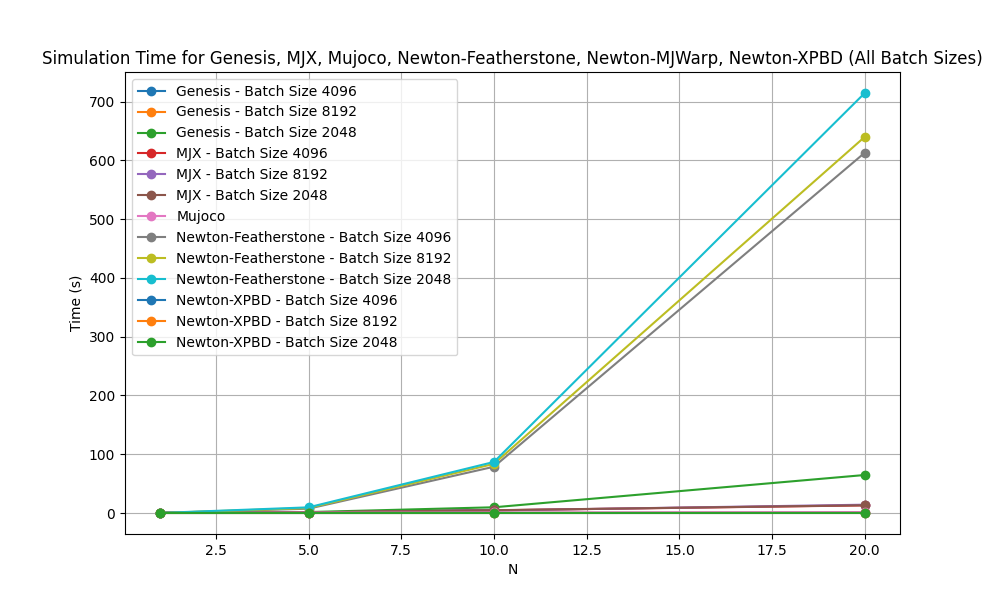 Simulation Time for Genesis, MJX, Mujoco, Newton-Featherstone, Newton-MJWarp, Newton-XPBD (All Batch Sizes)
Genesis - Batch Size 4096
Genesis - Batch Size 8192
Genesis - Batch Size 2048
MJX - Batch Size 4096
MJX - Batch Size 8192
MJX - Batch Size 2048
Mujoco
Newton-Featherstone - Batch Size 4096
Newton-Featherstone - Batch Size 8192
Newton-Featherstone - Batch Size 2048
Newton-XPBD - Batch Size 4096
Newton-XPBD - Batch Size 8192
Newton-XPBD - Batch Size 2048
Time (s)
700
600
500
400
300
200
100
0
2.5 5.0 7.5 10.0 12.5 15.0 17.5 20.0
N